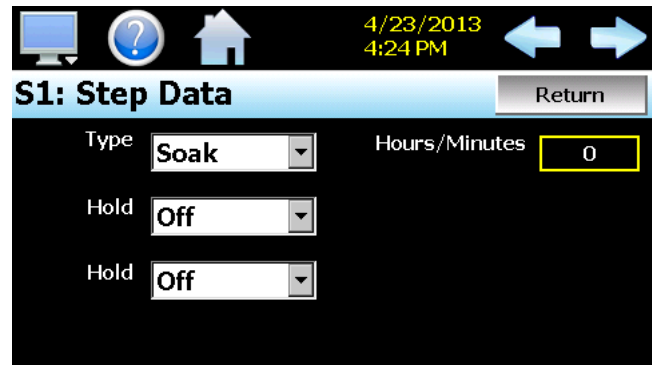 ?
4/23/2013
4:24 PM
S1: Step Data
Return
Type
Soak
Hours/Minutes
0
Hold
Off
Hold
Off